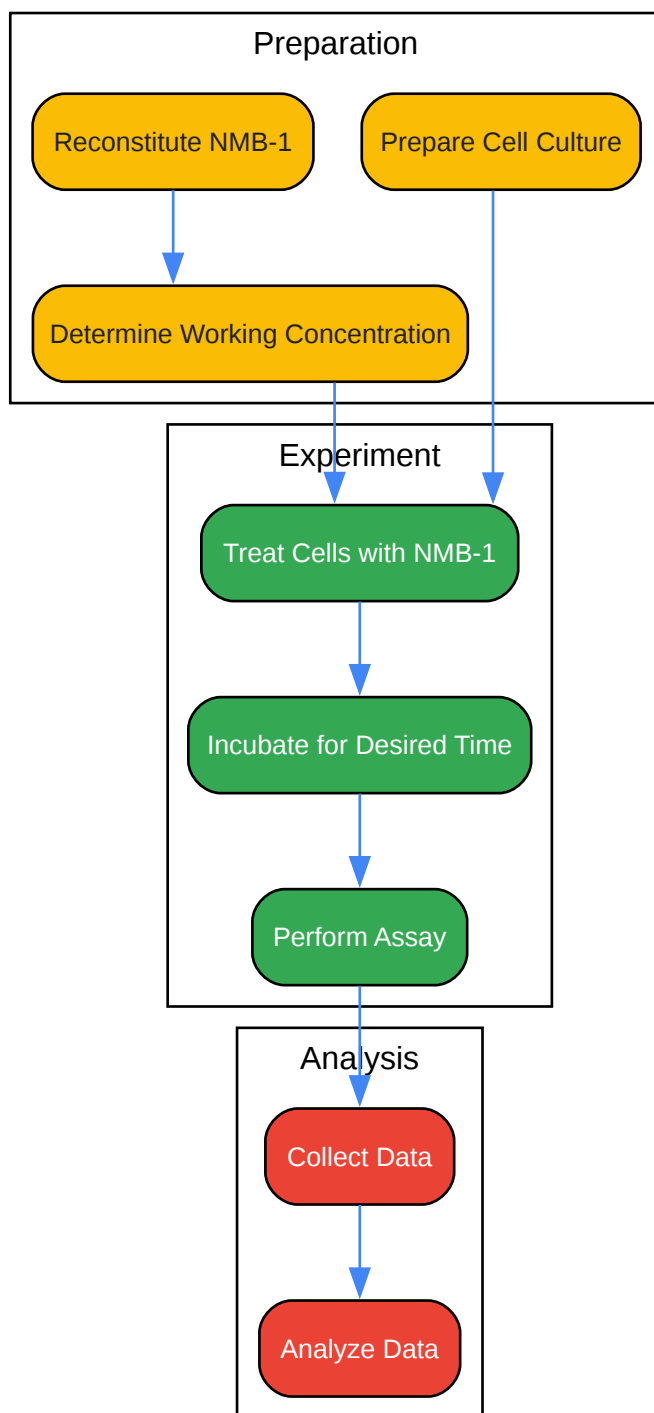 Preparation
Reconstitute NMB-1
Prepare Cell Culture
Determine Working Concentration
Experiment
Treat Cells with NMB-1
Incubate for Desired Time
Perform Assay
Analysis
Collect Data
Analyze Data